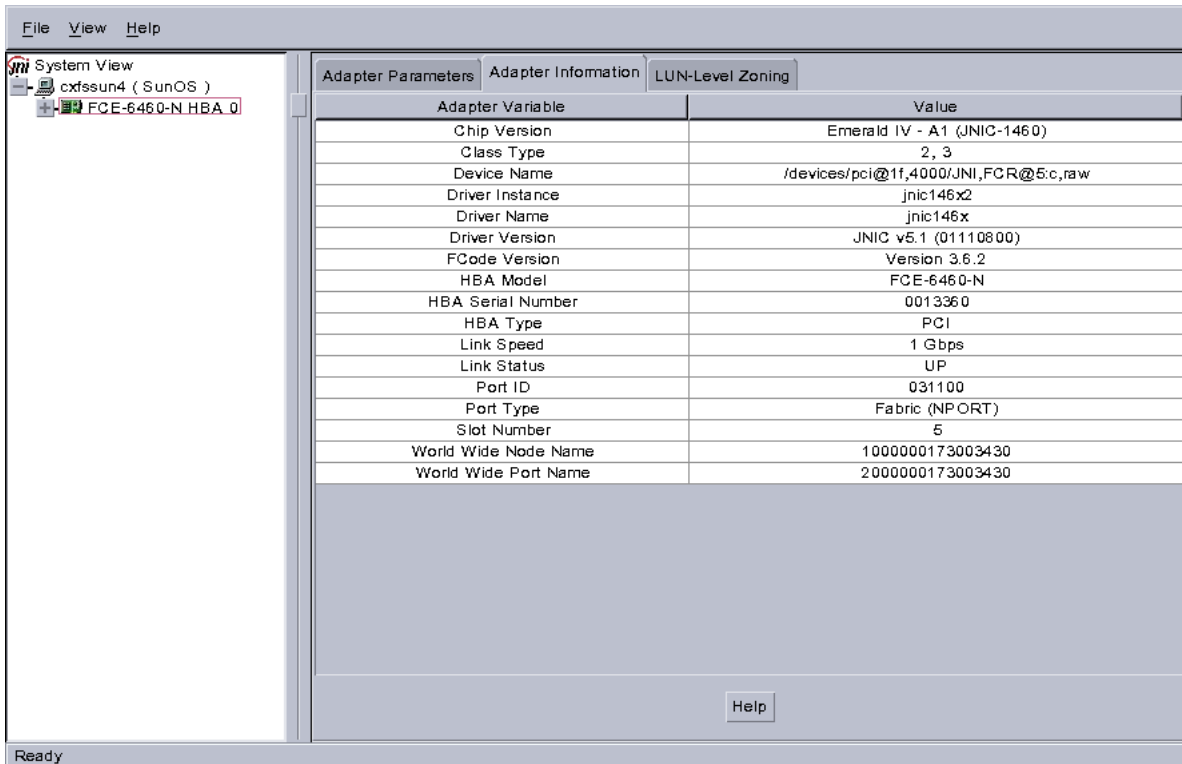 File View Help
jni System View
cxfssun4 ( SunOS )
FCE-6460-N HBA 0
Adapter Parameters Adapter Information LUN-Level Zoning
Adapter Variable Value
Chip Version Emerald IV - A1 (JNIC-1460)
Class Type 2, 3
Device Name /devices/pci@1f,4000/JNI,FCR@5:c,raw
Driver Instance jnic146x2
Driver Name jnic146x
Driver Version JNIC v5.1 (01110800)
FCode Version Version 3.6.2
HBA Model FCE-6460-N
HBA Serial Number 0013360
HBA Type PCI
Link Speed 1 Gbps
Link Status UP
Port ID 031100
Port Type Fabric (NPORT)
Slot Number 5
World Wide Node Name 1000000173003430
World Wide Port Name 2000000173003430
Help
Ready